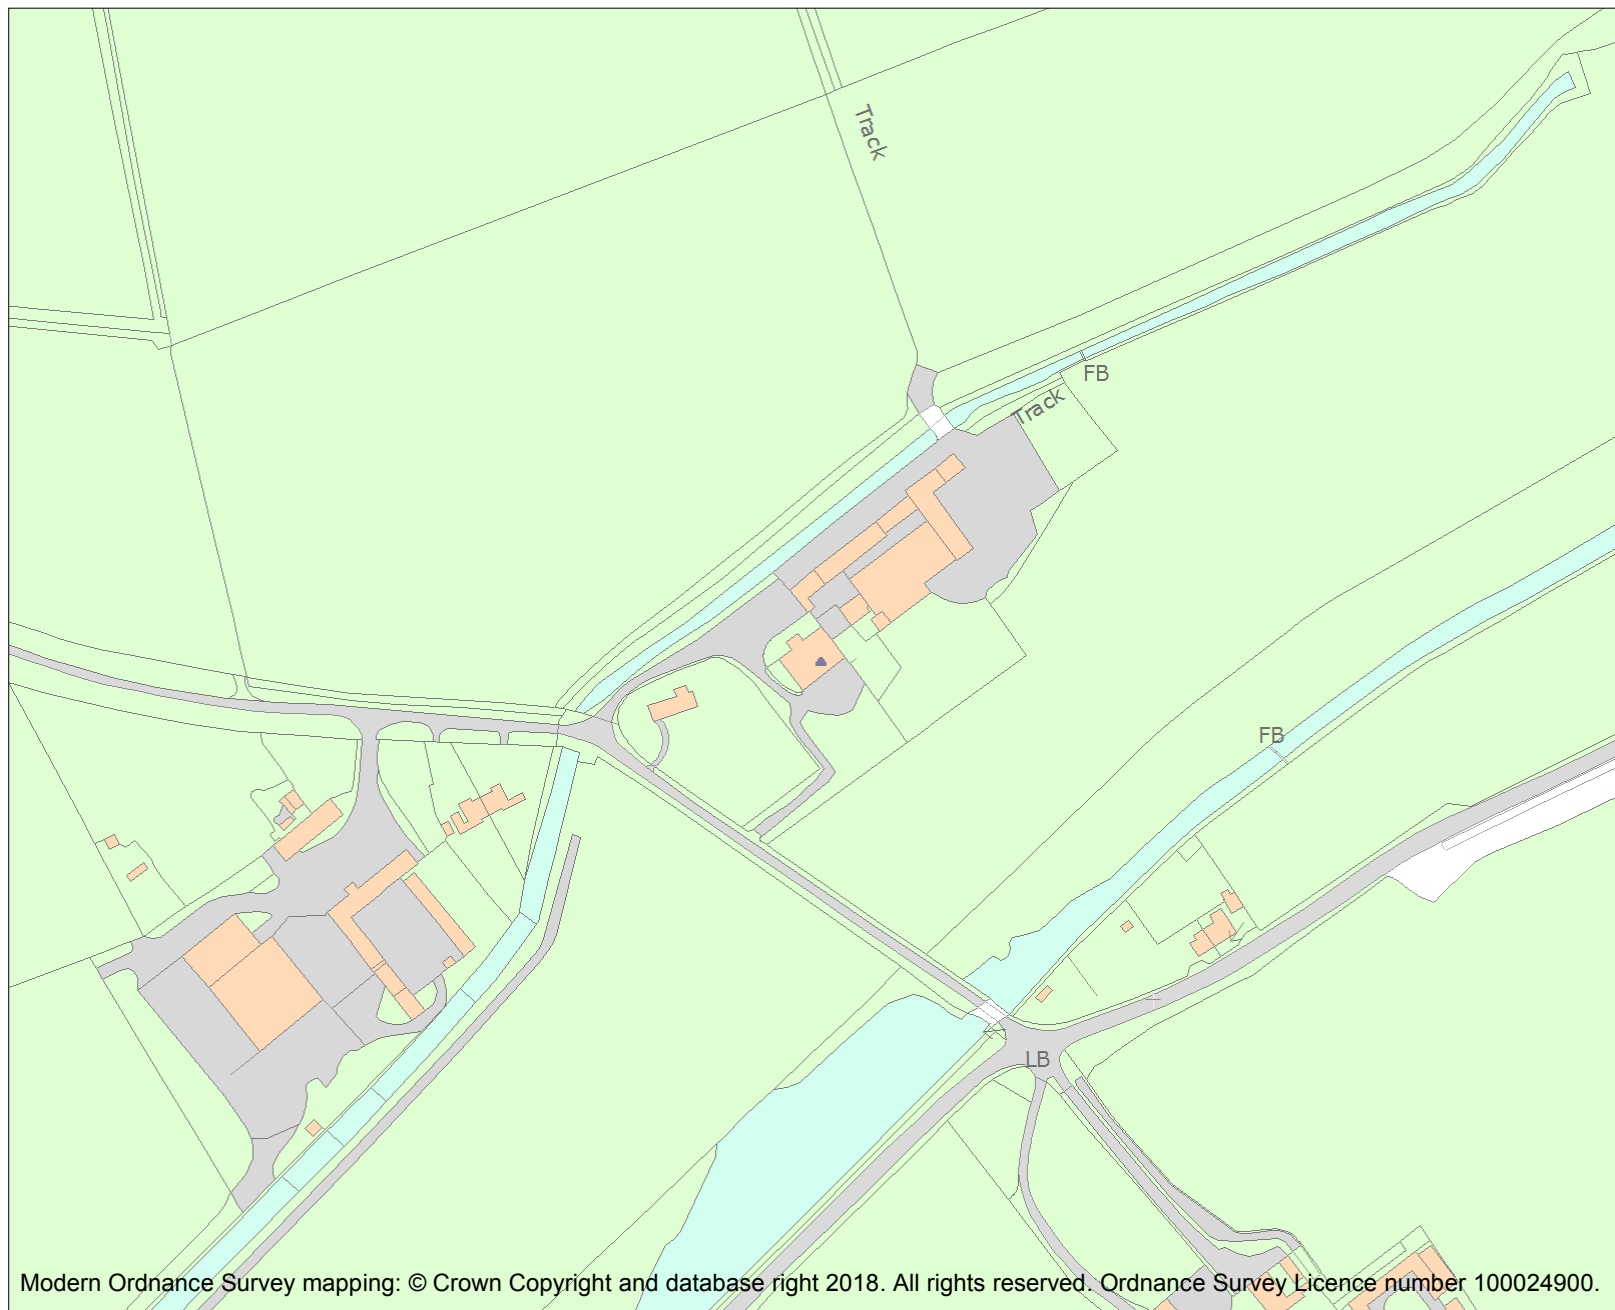 Track
FB
Track
FB
LB
Modern Ordnance Survey mapping: © Crown Copyright and database right 2018. All rights reserved. Ordnance Survey Licence number 100024900.